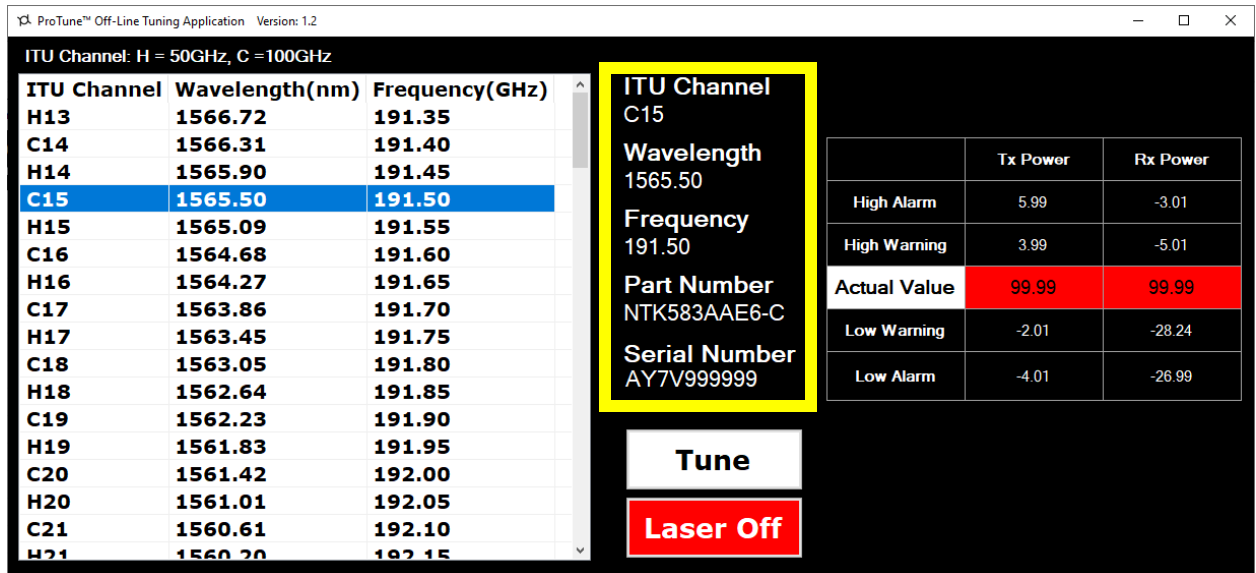 ProTune™ Off-Line Tuning Application Version: 1.2
ITU Channel: H = 50GHz, C =100GHz
ITU Channel Wavelength(nm) Frequency(GHz)
H13 1566.72 191.35
C14 1566.31 191.40
H14 1565.90 191.45
C15 1565.50 191.50
H15 1565.09 191.55
C16 1564.68 191.60
H16 1564.27 191.65
C17 1563.86 191.70
H17 1563.45 191.75
C18 1563.05 191.80
H18 1562.64 191.85
C19 1562.23 191.90
H19 1561.83 191.95
C20 1561.42 192.00
H20 1561.01 192.05
C21 1560.61 192.10
H21 1560.20 192.15
ITU Channel
C15
Wavelength
1565.50
Frequency
191.50
Part Number
NTK583AAE6-C
Serial Number
AY7V999999
Tune
Laser Off
Tx Power Rx Power
High Alarm 5.99 -3.01
High Warning 3.99 -5.01
Actual Value 99.99 99.99
Low Warning -2.01 -28.24
Low Alarm -4.01 -26.99